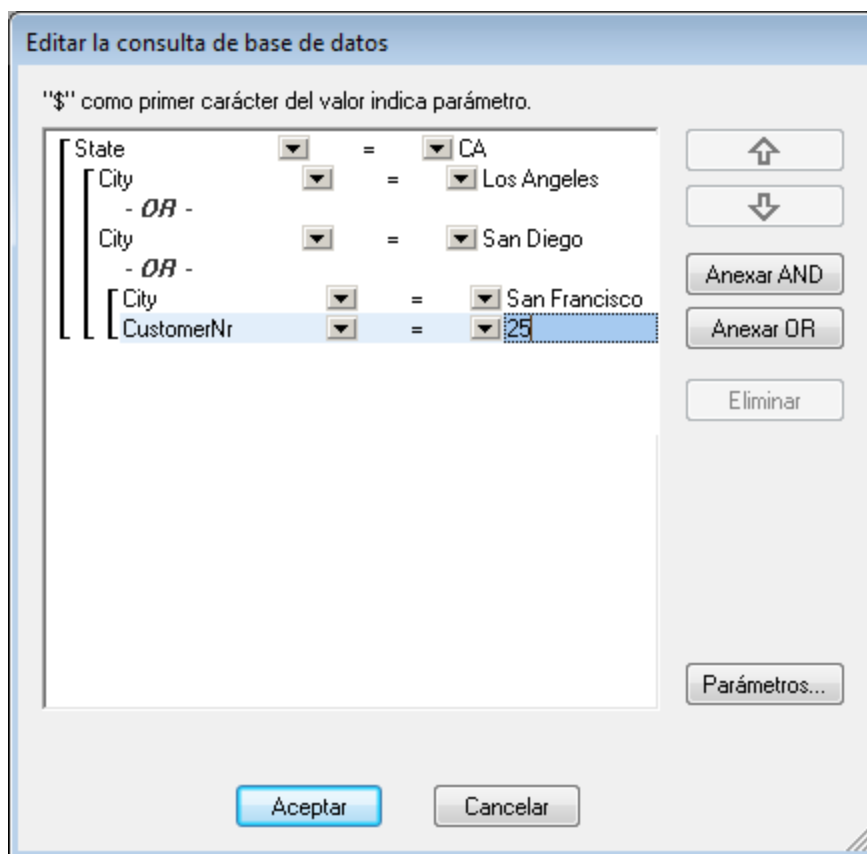 Editar la consulta de base de datos
"$" como primer carácter del valor indica parámetro.
State = CA
City = Los Angeles
- OR -
City = San Diego
- OR -
City = San Francisco
CustomerNr = 25
Anexar AND
Anexar OR
Eliminar
Parámetros...
Aceptar Cancelar